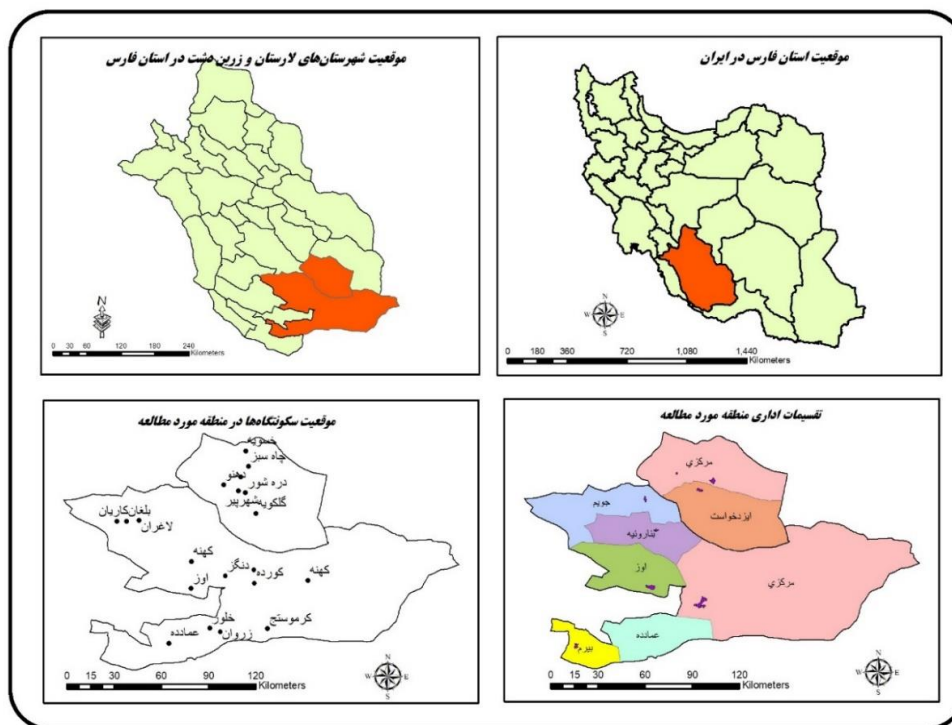 موقعیت استان فارس در ایران
N
W E
S
0 180 360 720 1,080 1,440
Kilometers
موقعیت شهرستان‌های لارستان و زرین دشت در استان فارس
N
0 30 60 120 180 240
Kilometers
تقسیمات اداری منطقه مورد مطالعه
مرکزی
جویم
ایزدخواست
بنارویه
اوز
مرکزی
عمادده
بیرم
N
W E
S
0 15 30 60 90 120
Kilometers
موقعیت سکونتگاه‌ها در منطقه مورد مطالعه
خسویه
چاه سبز
دهنو
دره شور
شهرپیر
گلکویه
بلغان کاریان
لاغران
کهنه
دنگز
کورده
کهنه
اوز
خلور
کرموستج
عمادده
زروان
N
W E
S
0 15 30 60 90 120
Kilometers